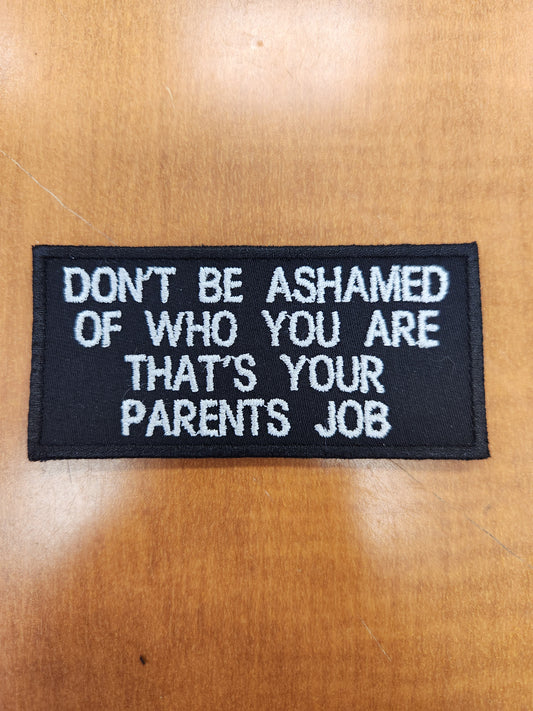 DON'T BE ASHAMED
OF WHO YOU ARE
THAT'S YOUR
PARENTS JOB